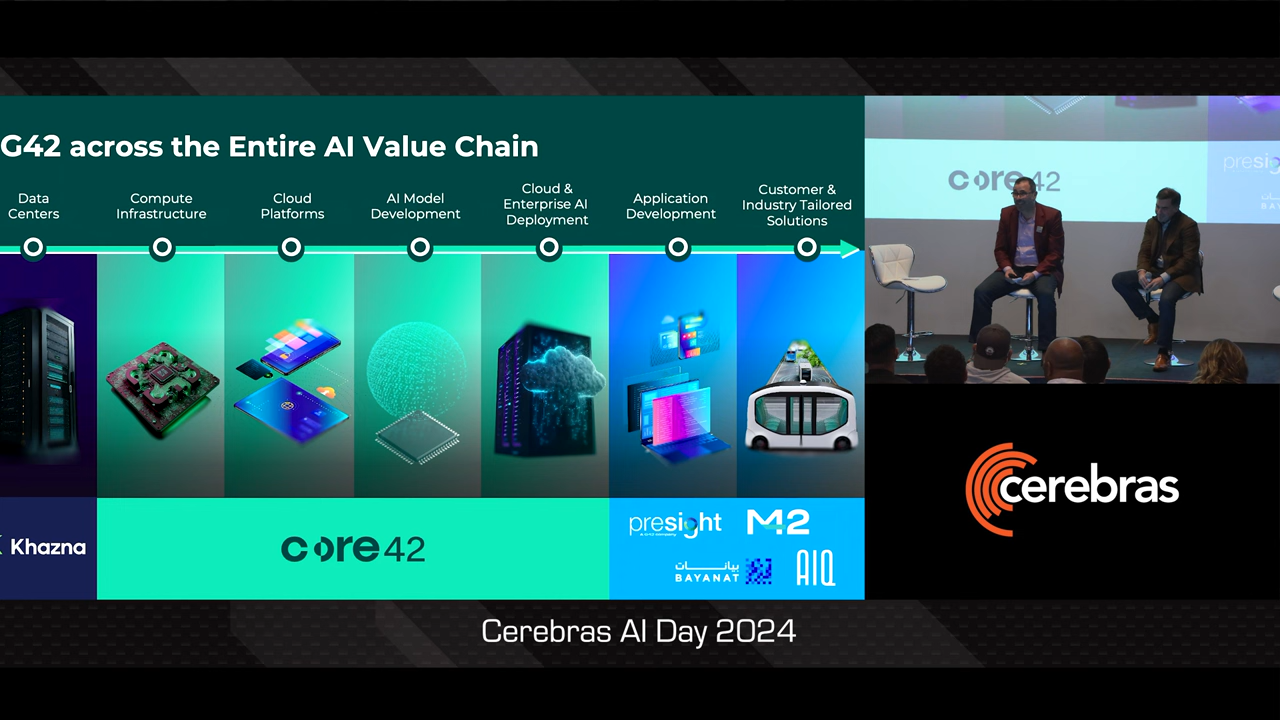 G42 across the Entire AI Value Chain
Data
Centers
Compute
Infrastructure
Cloud
Platforms
AI Model
Development
Cloud &
Enterprise AI
Deployment
Application
Development
Customer &
Industry Tailored
Solutions
Khazna
core42
presight
M42
بيانات
BAYANAT
AIQ
core42
presig
cerebras
Cerebras AI Day 2024